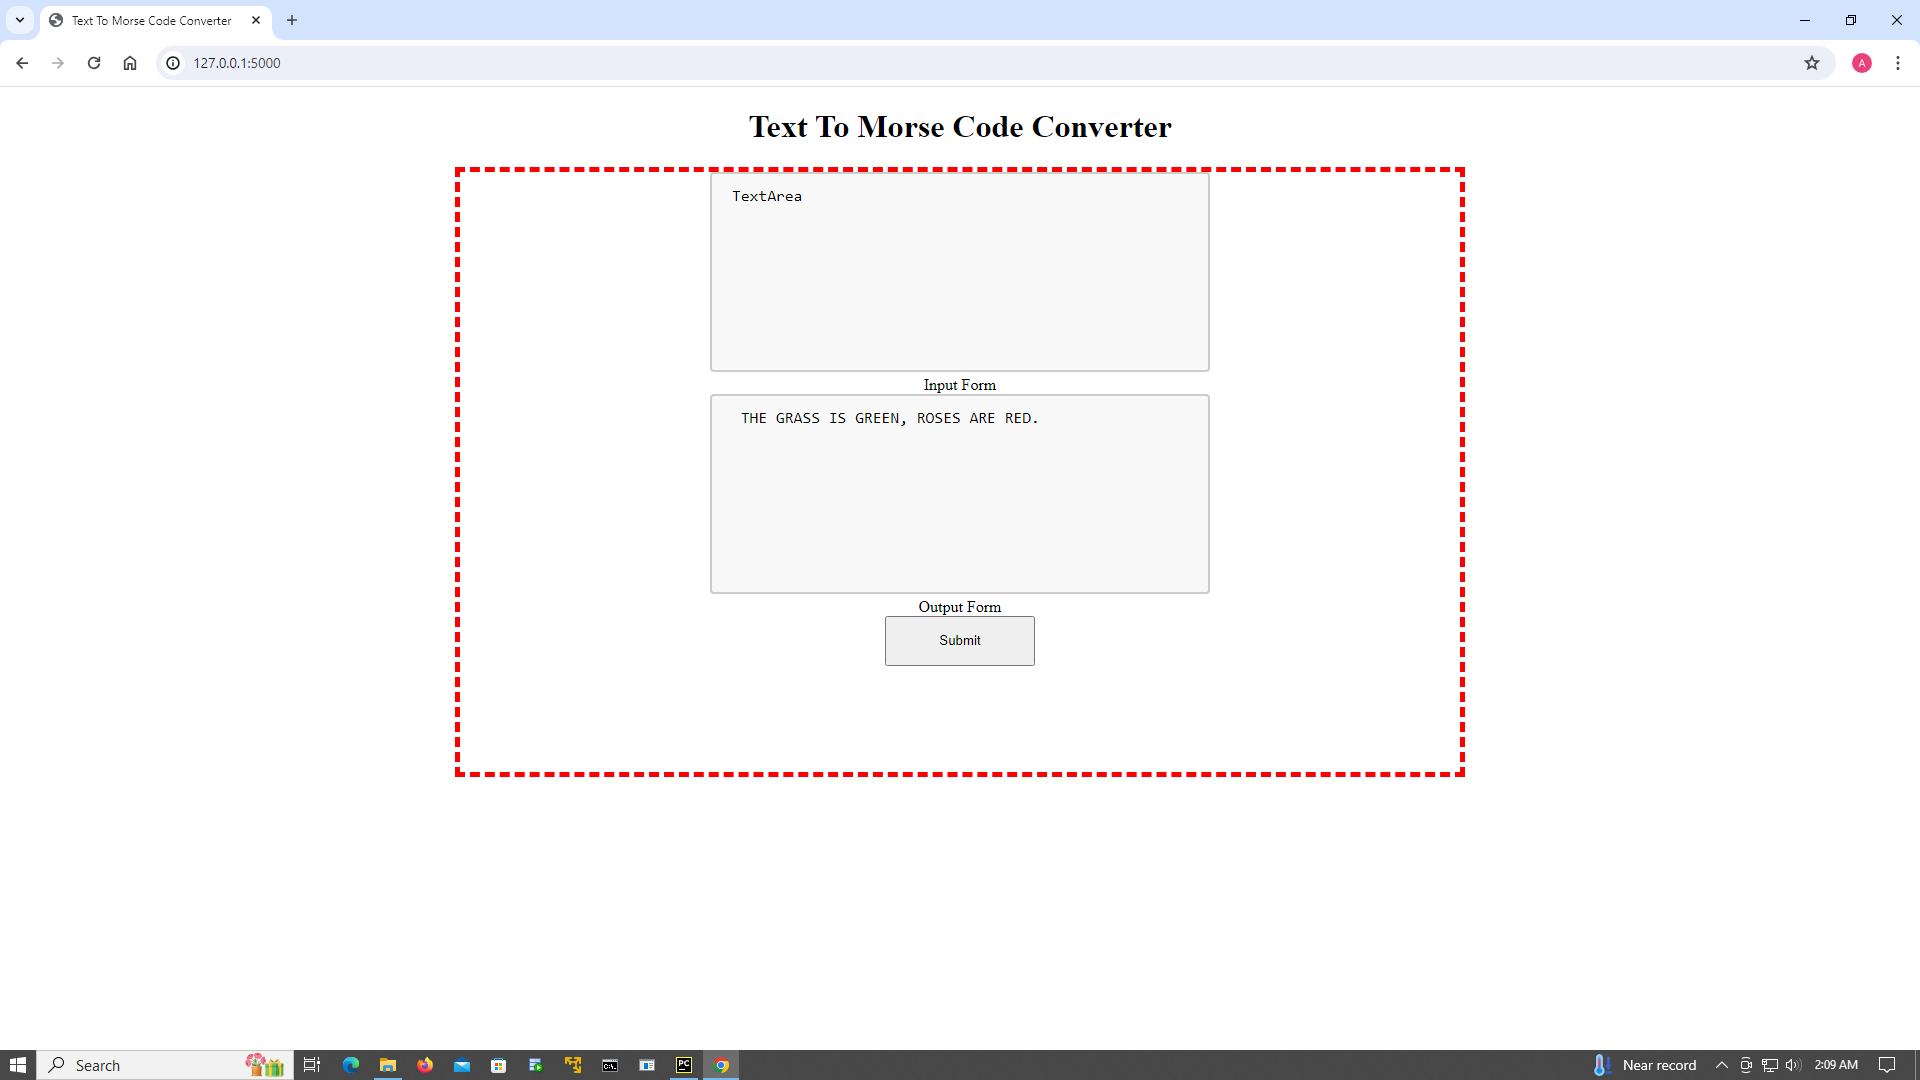 Text To Morse Code Converter
127.0.0.1:5000
A
Text To Morse Code Converter
TextArea
Input Form
THE GRASS IS GREEN, ROSES ARE RED.
Output Form
Submit
Search
PC
Near record
2:09 AM